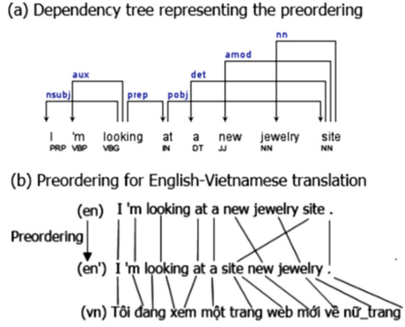 (a) Dependency tree representing the preordering
nn
amod
aux det
nsubj prep pobj
I 'm looking at a new jewelry site
PRP VBP VBG IN DT JJ NN NN
(b) Preordering for English-Vietnamese translation
(en) I 'm looking at a new jewelry site .
Preordering
(en') I 'm looking at a site new jewelry .
(vn) Tôi đang xem một trang web mới về nữ_trang